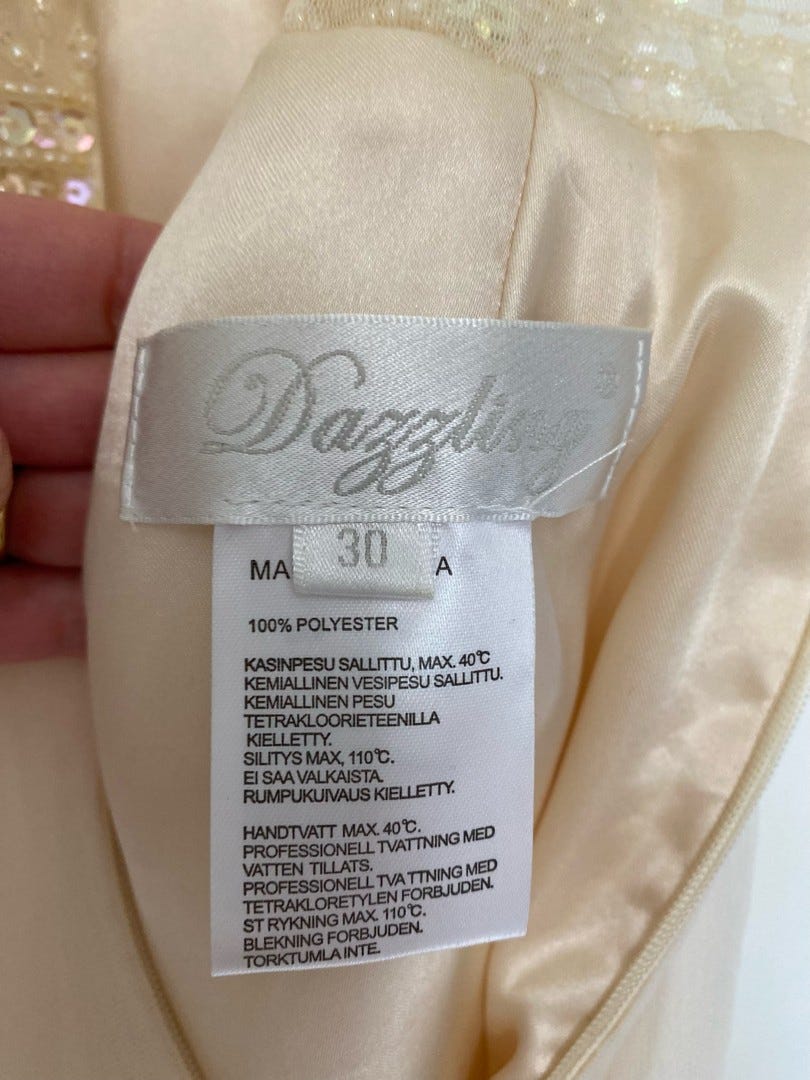 Dazzling
30
MA A
100% POLYESTER
KASINPESU SALLITTU, MAX. 40℃
KEMIALLINEN VESIPESU SALLITTU.
KEMIALLINEN PESU
TETRAKLOORIETEENILLA
KIELLETTY.
SILITYS MAX, 110℃.
EI SAA VALKAISTA.
RUMPUKUIVAUS KIELLETTY.
HANDTVATT MAX. 40℃.
PROFESSIONELL TVATTNING MED
VATTEN TILLATS.
PROFESSIONELL TVA TTNING MED
TETRAKLORETYLEN FORBJUDEN.
ST RYKNING MAX. 110℃.
BLEKNING FORBJUDEN.
TORKTUMLA INTE.